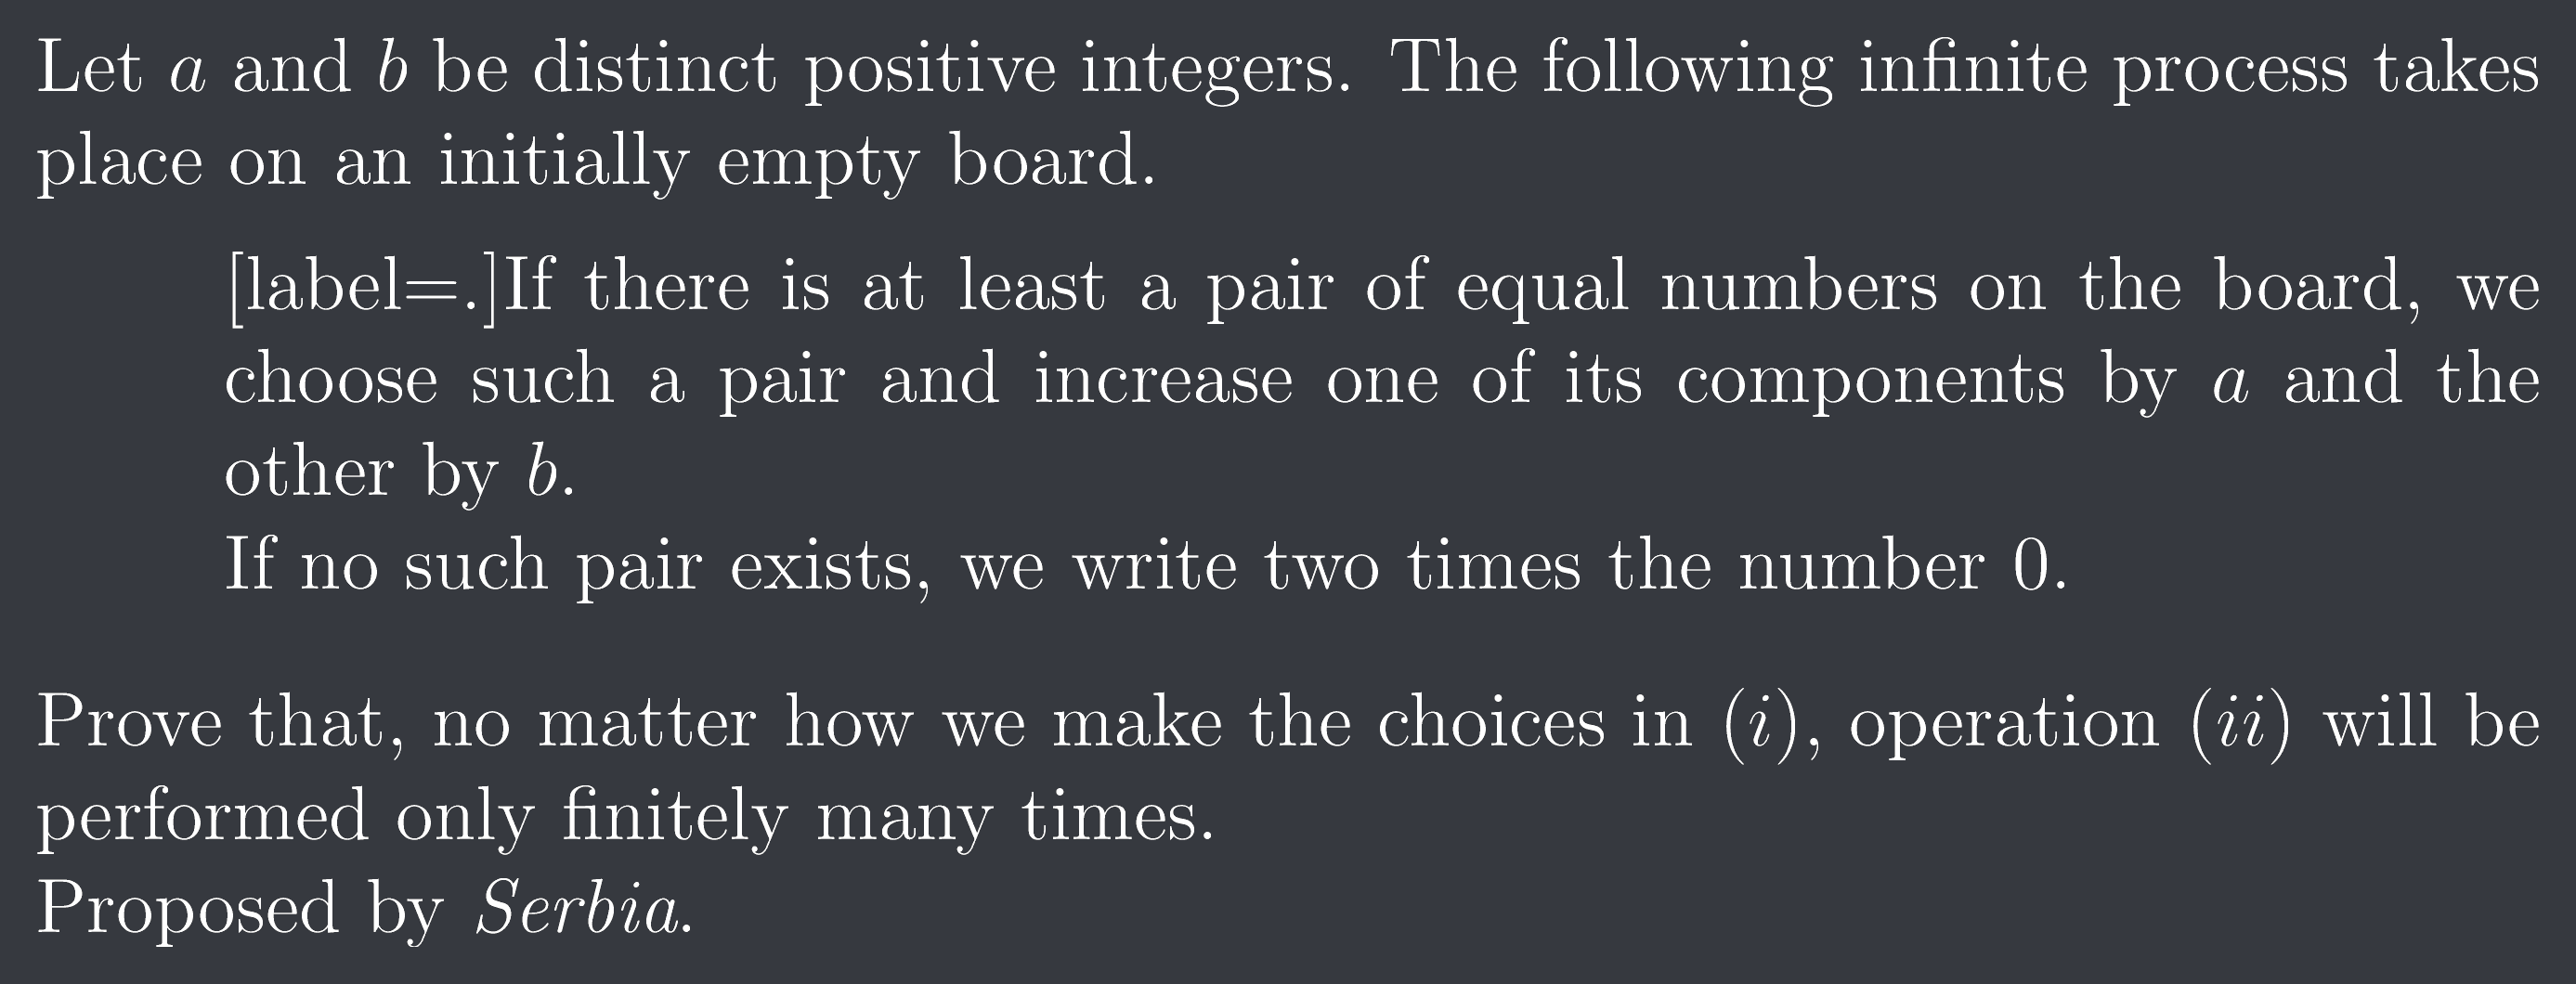 Let a and b be distinct positive integers. The following infinite process takes
place on an initially empty board.
[label=.]If there is at least a pair of equal numbers on the board, we
choose such a pair and increase one of its components by a and the
other by b.
If no such pair exists, we write two times the number 0.
Prove that, no matter how we make the choices in (i), operation (ii) will be
performed only finitely many times.
Proposed by Serbia.